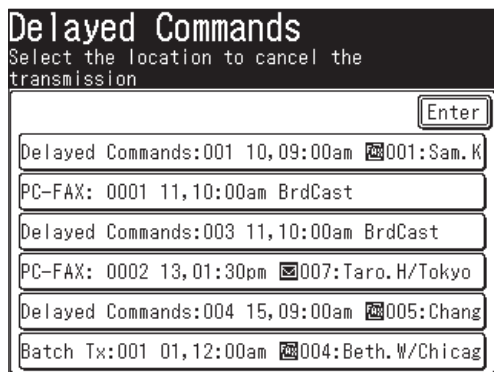 Delayed Commands
Select the location to cancel the
transmission
Enter
Delayed Commands:001 10,09:00am FAX 001:Sam.K
PC-FAX: 0001 11,10:00am BrdCast
Delayed Commands:003 11,10:00am BrdCast
PC-FAX: 0002 13,01:30pm 007:Taro.H/Tokyo
Delayed Commands:004 15,09:00am FAX 005:Chang
Batch Tx:001 01,12:00am FAX 004:Beth.W/Chicag